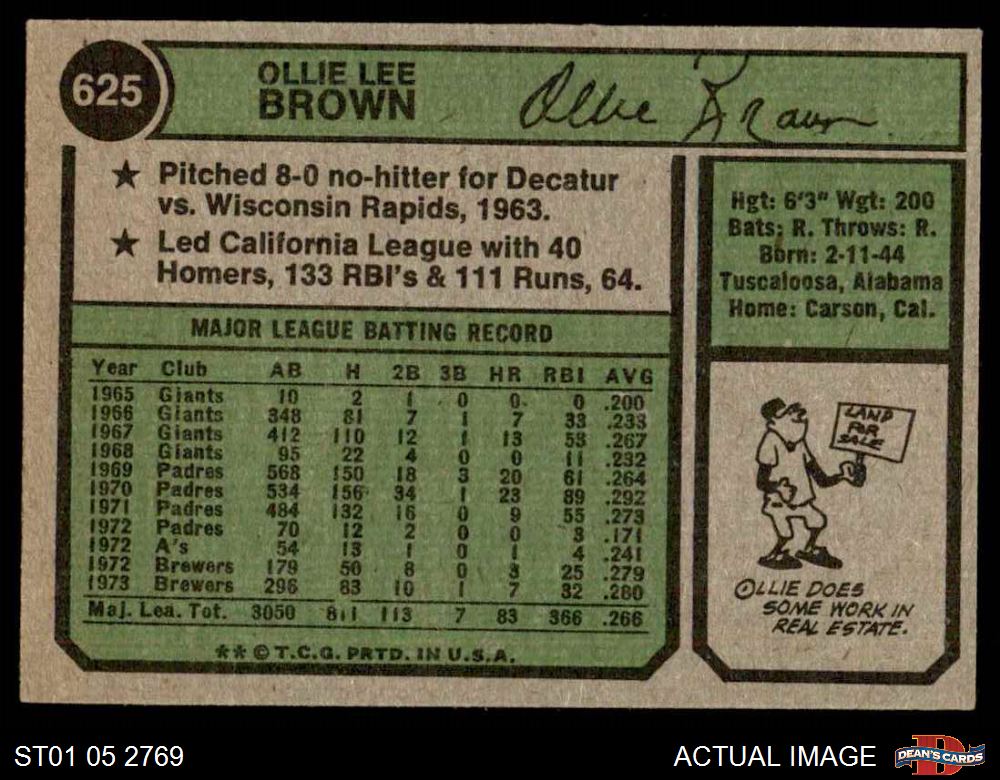 625
OLLIE LEE
BROWN
Ollie Brown
★ Pitched 8-0 no-hitter for Decatur
vs. Wisconsin Rapids, 1963.
★ Led California League with 40
Homers, 133 RBI's & 111 Runs, 64.
Hgt: 6'3" Wgt: 200
Bats: R. Throws: R.
Born: 2-11-44
Tuscaloosa, Alabama
Home: Carson, Cal.
MAJOR LEAGUE BATTING RECORD
Year Club AB H 2B 3B HR RBI AVG
1965 Giants 10 2 1 0 0 0 .200
1966 Giants 348 81 7 1 7 33 .233
1967 Giants 412 110 12 1 13 53 .267
1968 Giants 95 22 4 0 0 11 .232
1969 Padres 568 150 18 3 20 61 .264
1970 Padres 534 156 34 1 23 89 .292
1971 Padres 484 132 16 0 9 55 .273
1972 Padres 70 12 2 0 0 3 .171
1972 A's 54 13 1 0 1 4 .241
1972 Brewers 179 50 8 0 3 25 .279
1973 Brewers 296 83 10 1 7 32 .280
Maj. Lea. Tot. 3050 811 113 7 83 366 .266
** © T.C.G. PRTD. IN U.S.A.
LAND
FOR
SALE
OLLIE DOES
SOME WORK IN
REAL ESTATE.
ST01 05 2769
ACTUAL IMAGE
D
DEAN'S CARDS